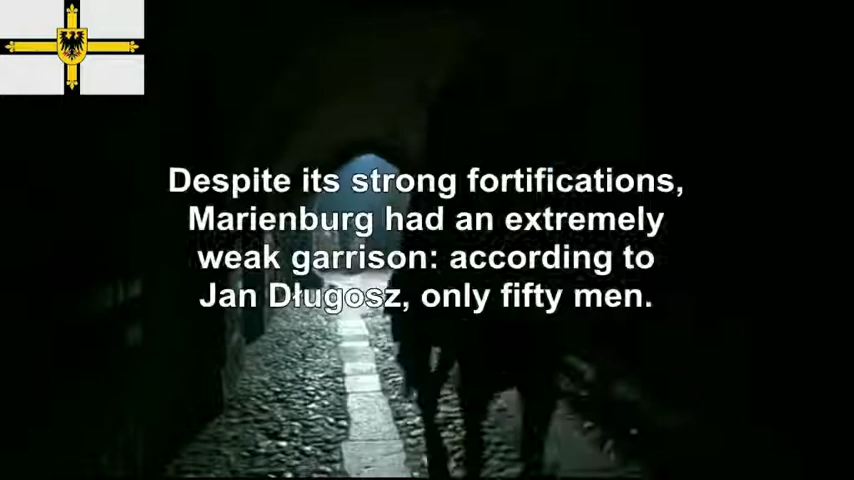 Despite its strong fortifications,
Marienburg had an extremely
weak garrison: according to
Jan Długosz, only fifty men.